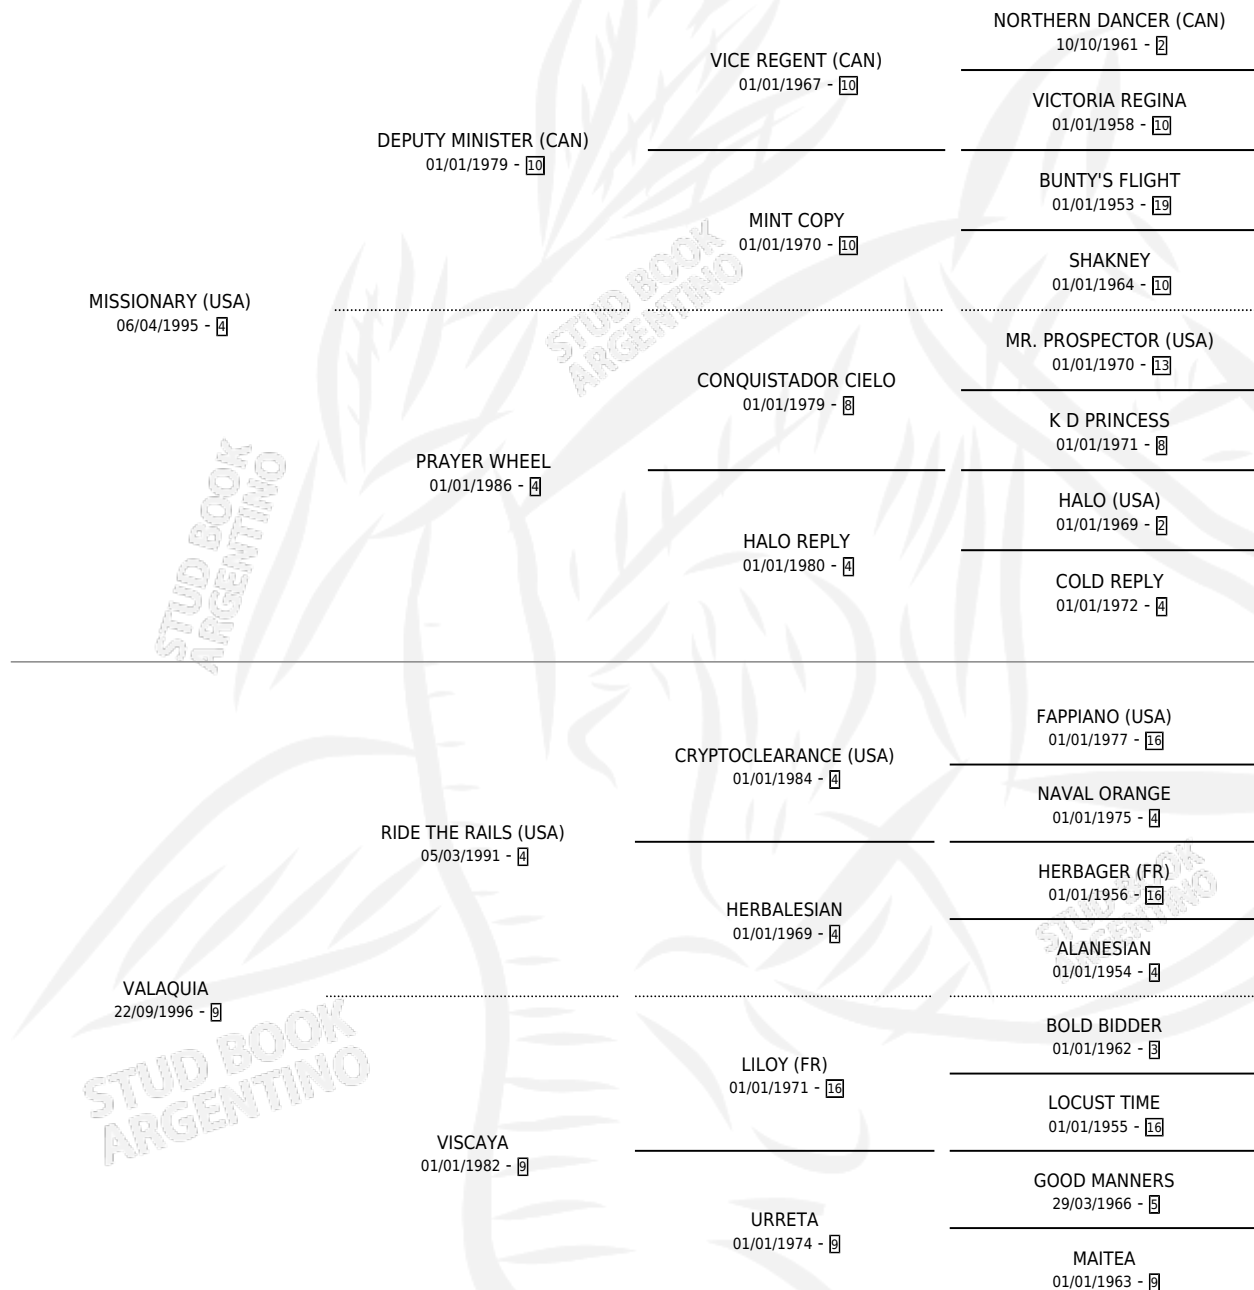 NORTHERN DANCER (CAN)
10/10/1961 - 2
VICE REGENT (CAN)
01/01/1967 - 10
VICTORIA REGINA
01/01/1958 - 10
DEPUTY MINISTER (CAN)
01/01/1979 - 10
BUNTY'S FLIGHT
01/01/1953 - 19
MINT COPY
01/01/1970 - 10
SHAKNEY
01/01/1964 - 10
MISSIONARY (USA)
06/04/1995 - 4
MR. PROSPECTOR (USA)
01/01/1970 - 13
CONQUISTADOR CIELO
01/01/1979 - 8
K D PRINCESS
01/01/1971 - 8
PRAYER WHEEL
01/01/1986 - 4
HALO (USA)
01/01/1969 - 2
HALO REPLY
01/01/1980 - 4
COLD REPLY
01/01/1972 - 4
FAPPIANO (USA)
01/01/1977 - 16
CRYPTOCLEARANCE (USA)
01/01/1984 - 4
NAVAL ORANGE
01/01/1975 - 4
RIDE THE RAILS (USA)
05/03/1991 - 4
HERBAGER (FR)
01/01/1956 - 16
HERBALESIAN
01/01/1969 - 4
ALANESIAN
01/01/1954 - 4
VALAQUIA
22/09/1996 - 9
BOLD BIDDER
01/01/1962 - 3
LILOY (FR)
01/01/1971 - 16
LOCUST TIME
01/01/1955 - 16
VISCAYA
01/01/1982 - 9
GOOD MANNERS
29/03/1966 - 5
URRETA
01/01/1974 - 9
MAITEA
01/01/1963 - 9
STUD BOOK
ARGENTINO
STUD BOOK
ARGENTINO
STUD BOOK
ARGENTINO
STUD BOOK
ARGENTINO